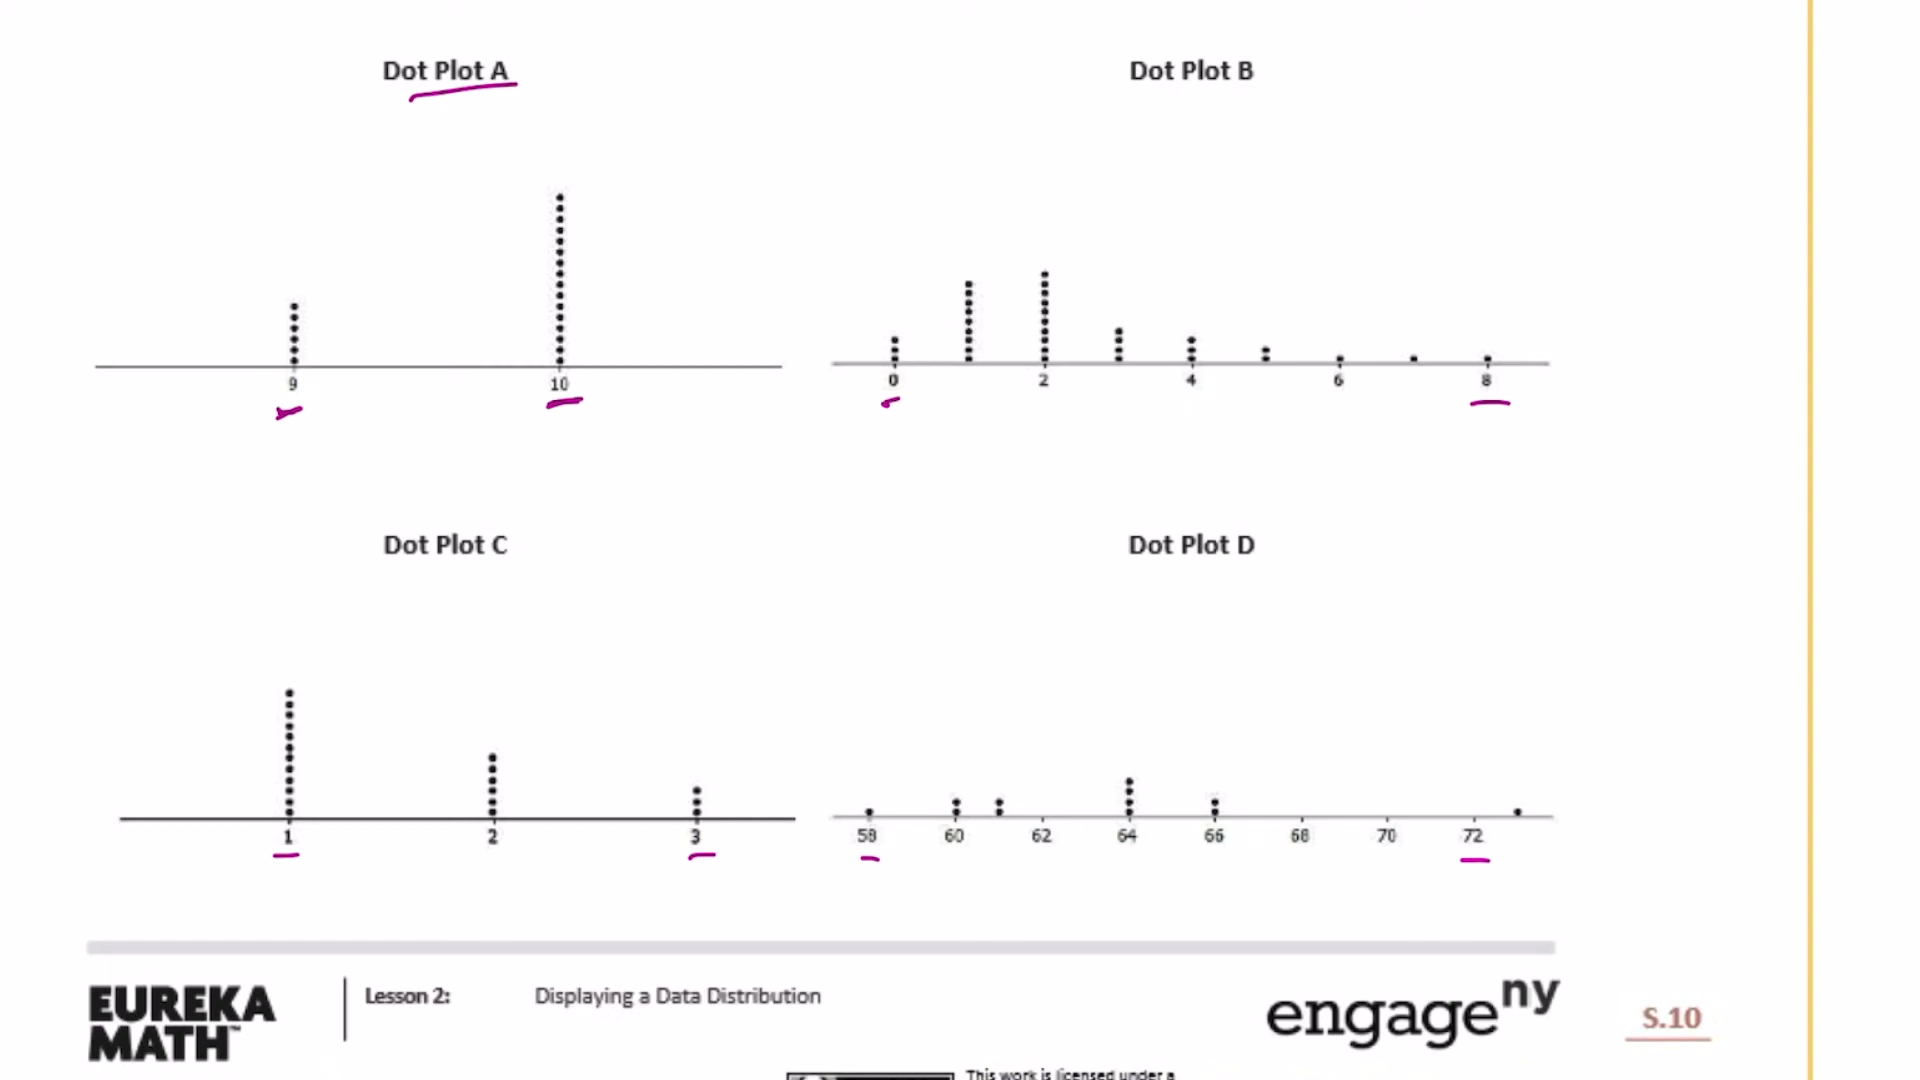 Dot Plot A
Dot Plot B
9 10
0 2 4 6 8
Dot Plot C
Dot Plot D
1 2 3
58 60 62 64 66 68 70 72
EUREKA
MATH™
Lesson 2: Displaying a Data Distribution
engage ny
S.10
This work is licensed under a